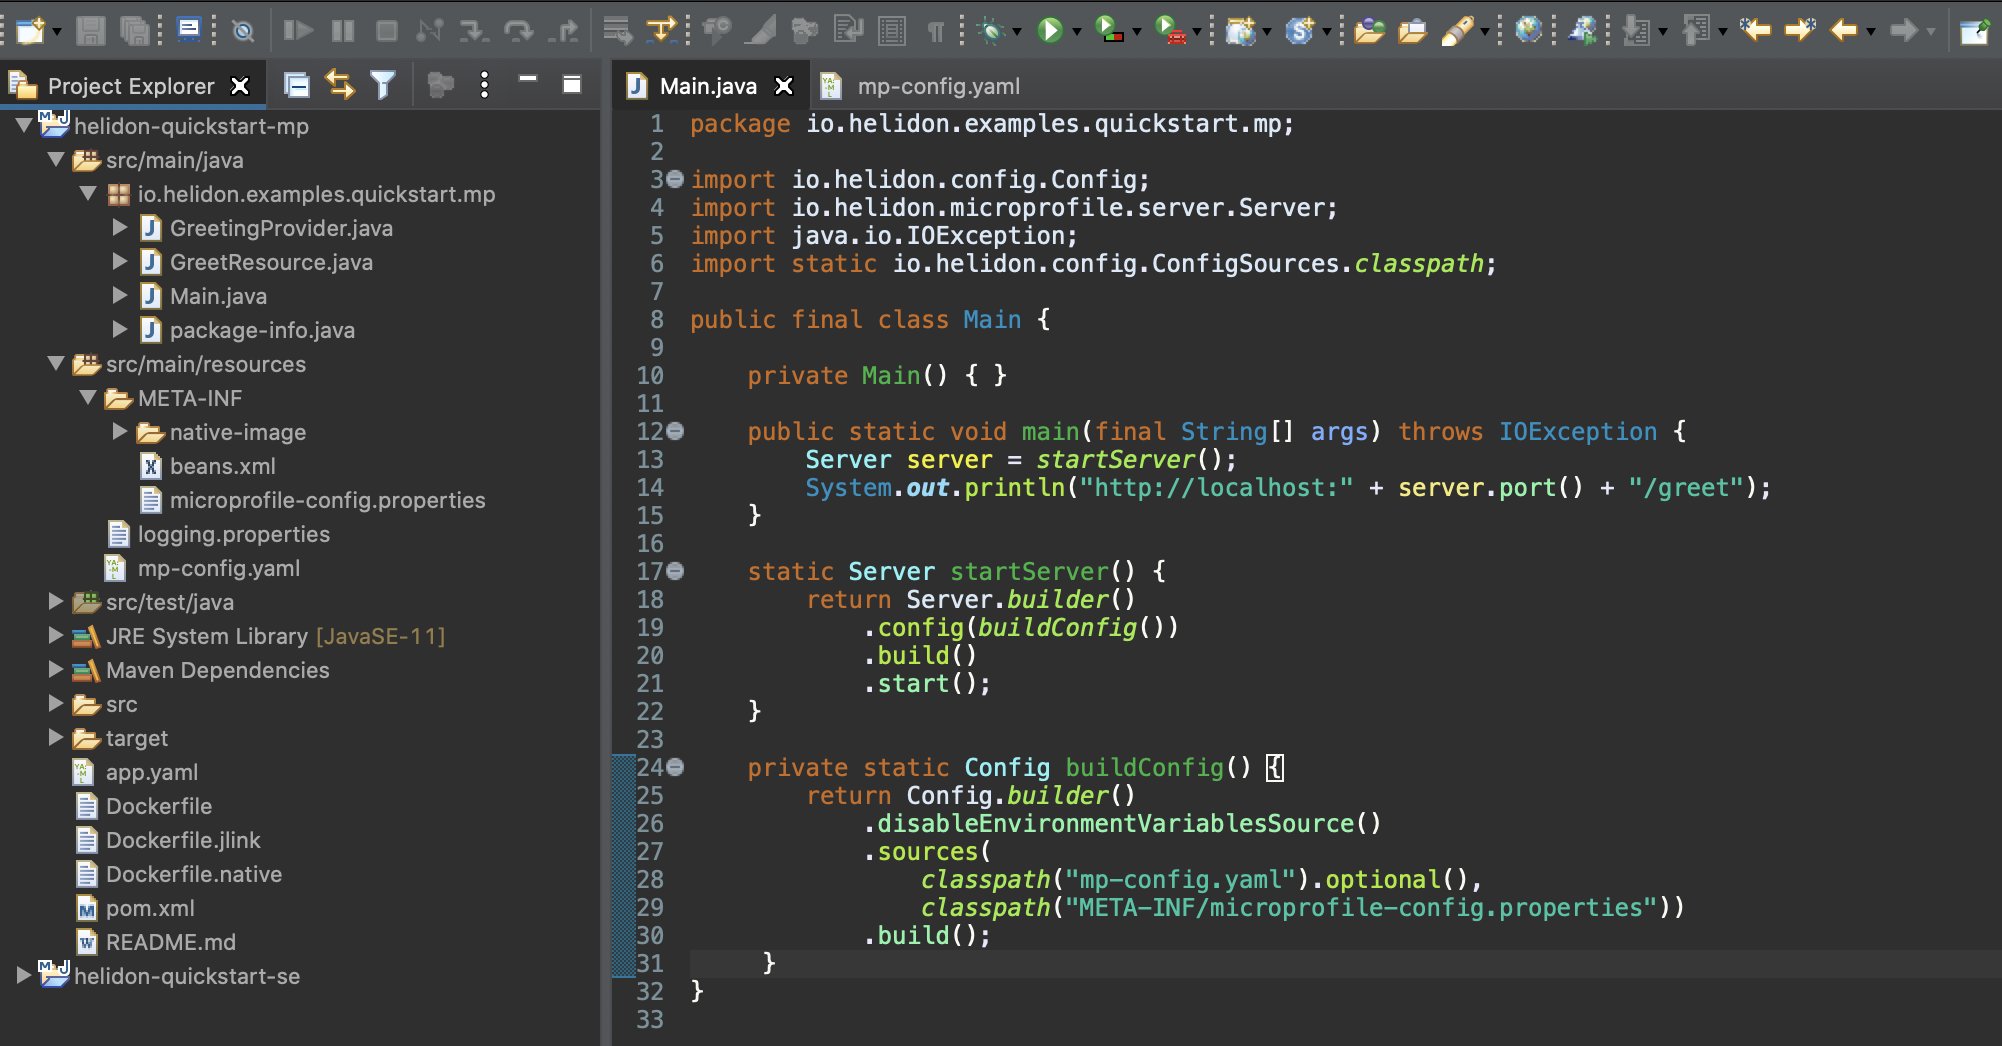 Project Explorer
helidon-quickstart-mp
src/main/java
io.helidon.examples.quickstart.mp
GreetingProvider.java
GreetResource.java
Main.java
package-info.java
src/main/resources
META-INF
native-image
beans.xml
microprofile-config.properties
logging.properties
mp-config.yaml
src/test/java
JRE System Library [JavaSE-11]
Maven Dependencies
src
target
app.yaml
Dockerfile
Dockerfile.jlink
Dockerfile.native
pom.xml
README.md
helidon-quickstart-se
Main.java
mp-config.yaml
1 package io.helidon.examples.quickstart.mp;
2
3 import io.helidon.config.Config;
4 import io.helidon.microprofile.server.Server;
5 import java.io.IOException;
6 import static io.helidon.config.ConfigSources.classpath;
7
8 public final class Main {
9
10     private Main() { }
11
12     public static void main(final String[] args) throws IOException {
13         Server server = startServer();
14         System.out.println("http://localhost:" + server.port() + "/greet");
15     }
16
17     static Server startServer() {
18         return Server.builder()
19             .config(buildConfig())
20             .build()
21             .start();
22     }
23
24     private static Config buildConfig() {
25         return Config.builder()
26             .disableEnvironmentVariablesSource()
27             .sources(
28                 classpath("mp-config.yaml").optional(),
29                 classpath("META-INF/microprofile-config.properties"))
30             .build();
31      }
32 }
33